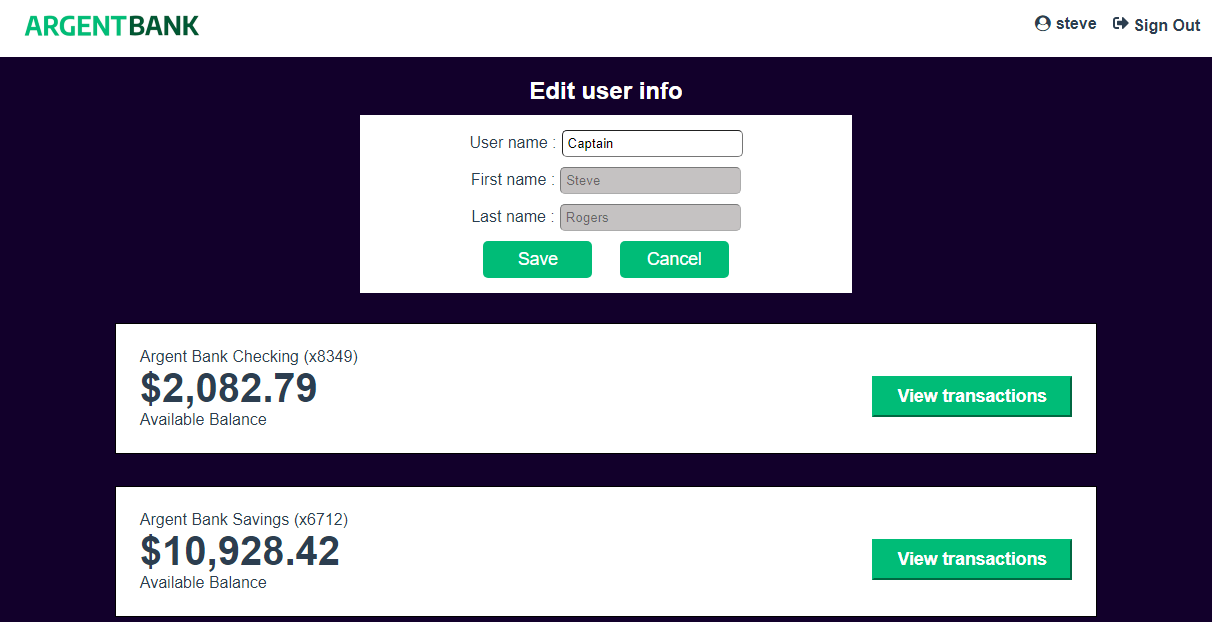 ARGENTBANK
steve
Sign Out
Edit user info
User name : Captain
First name : Steve
Last name : Rogers
Save
Cancel
Argent Bank Checking (x8349)
$2,082.79
Available Balance
View transactions
Argent Bank Savings (x6712)
$10,928.42
Available Balance
View transactions